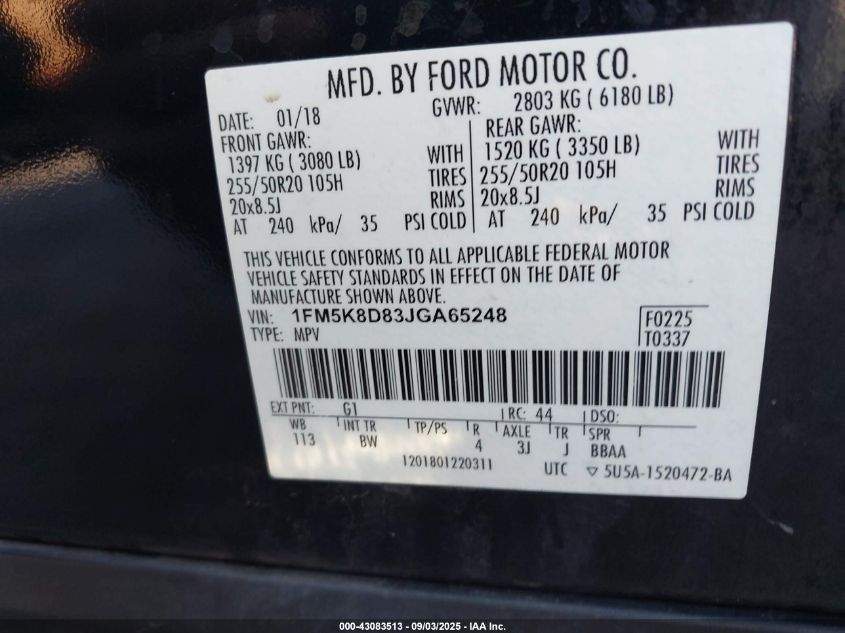 MFD. BY FORD MOTOR CO.
DATE: 01/18 GVWR: 2803 KG ( 6180 LB)
FRONT GAWR: REAR GAWR:
1397 KG ( 3080 LB) WITH 1520 KG ( 3350 LB) WITH
255/50R20 105H TIRES 255/50R20 105H TIRES
20x8.5J RIMS 20x8.5J RIMS
AT 240 kPa/ 35 PSI COLD AT 240 kPa/ 35 PSI COLD
THIS VEHICLE CONFORMS TO ALL APPLICABLE FEDERAL MOTOR
VEHICLE SAFETY STANDARDS IN EFFECT ON THE DATE OF
MANUFACTURE SHOWN ABOVE.
VIN: 1FM5K8D83JGA65248 F0225
TYPE: MPV T0337
EXT PNT: G1 RC: 44 DSO:
WB INT TR TP/PS R AXLE TR SPR
113 BW 4 3J J BBAA
1201801220311 UTC ▽ 5U5A-1520472-BA
000-43083513 - 09/03/2025 - IAA Inc.